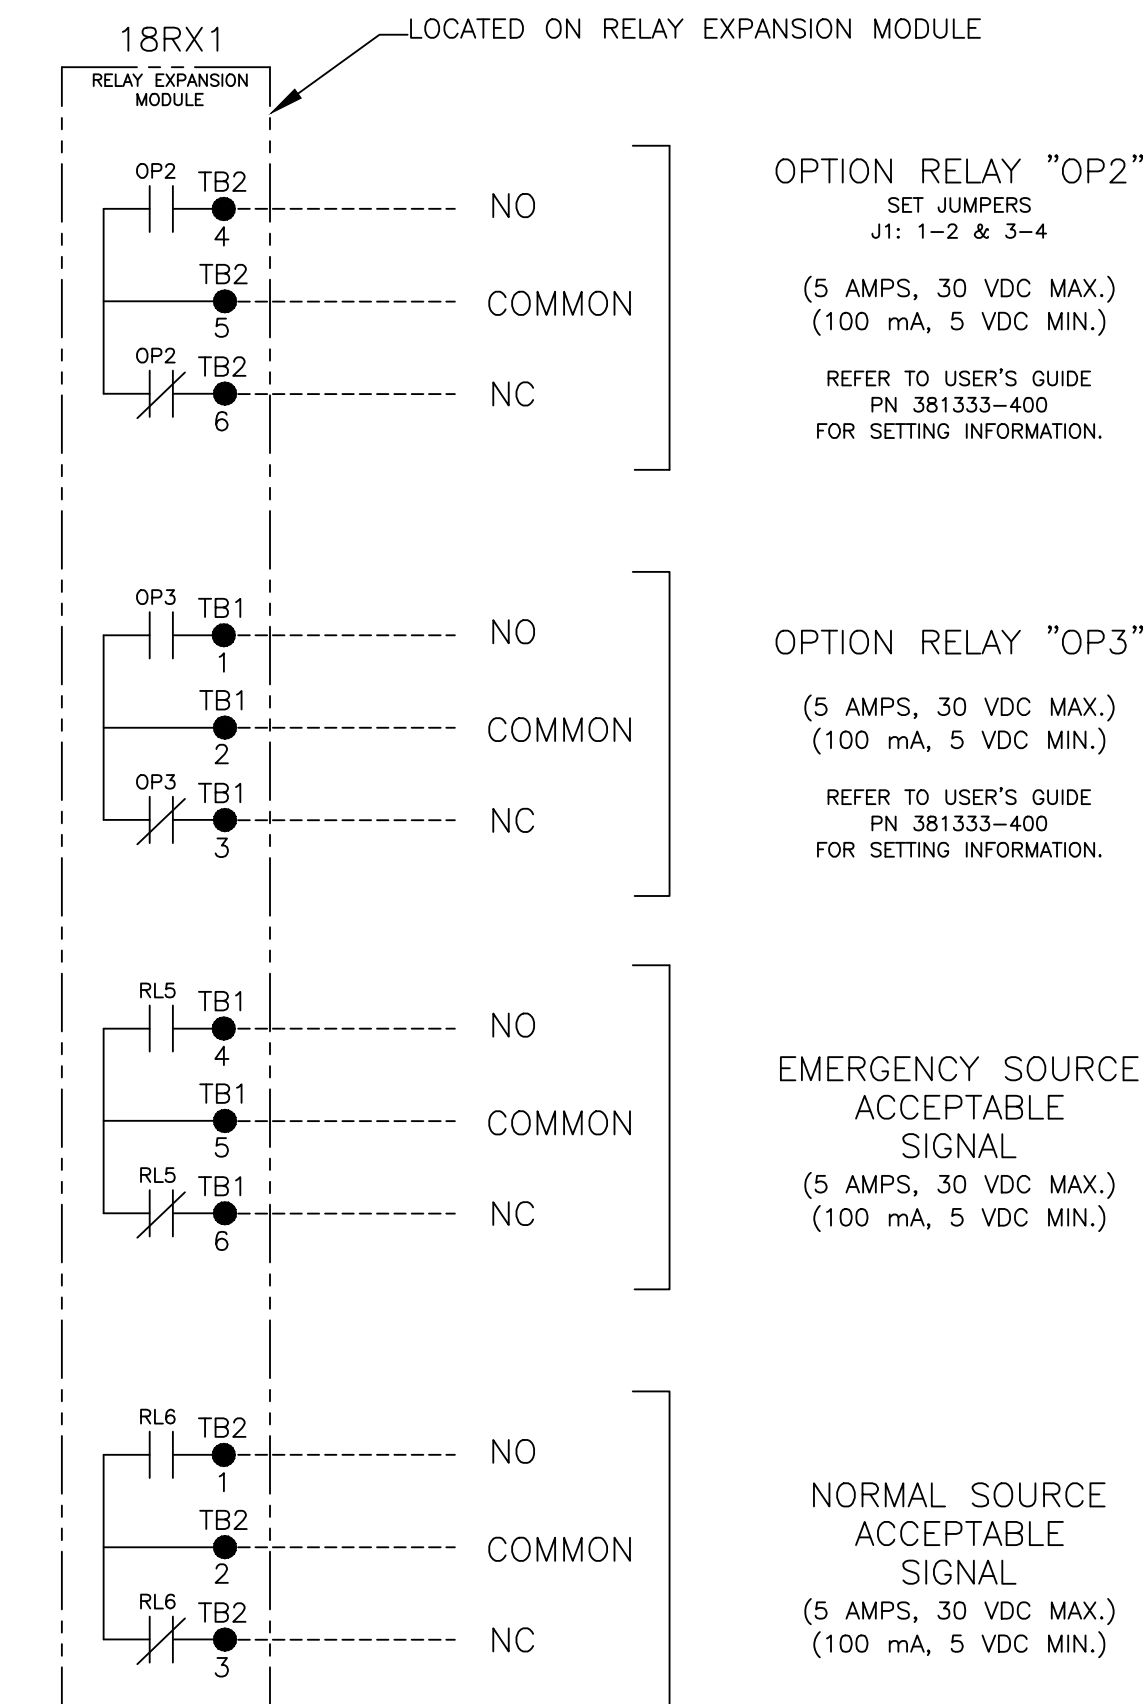 18RX1
LOCATED ON RELAY EXPANSION MODULE
RELAY EXPANSION
MODULE
OP2 TB2
4
NO
TB2
5
COMMON
OP2 TB2
6
NC
OPTION RELAY "OP2"
SET JUMPERS
J1: 1-2 & 3-4
(5 AMPS, 30 VDC MAX.)
(100 mA, 5 VDC MIN.)
REFER TO USER'S GUIDE
PN 381333-400
FOR SETTING INFORMATION.
OP3 TB1
1
NO
TB1
2
COMMON
OP3 TB1
3
NC
OPTION RELAY "OP3"
(5 AMPS, 30 VDC MAX.)
(100 mA, 5 VDC MIN.)
REFER TO USER'S GUIDE
PN 381333-400
FOR SETTING INFORMATION.
RL5 TB1
4
NO
TB1
5
COMMON
RL5 TB1
6
NC
EMERGENCY SOURCE
ACCEPTABLE
SIGNAL
(5 AMPS, 30 VDC MAX.)
(100 mA, 5 VDC MIN.)
RL6 TB2
1
NO
TB2
2
COMMON
RL6 TB2
3
NC
NORMAL SOURCE
ACCEPTABLE
SIGNAL
(5 AMPS, 30 VDC MAX.)
(100 mA, 5 VDC MIN.)